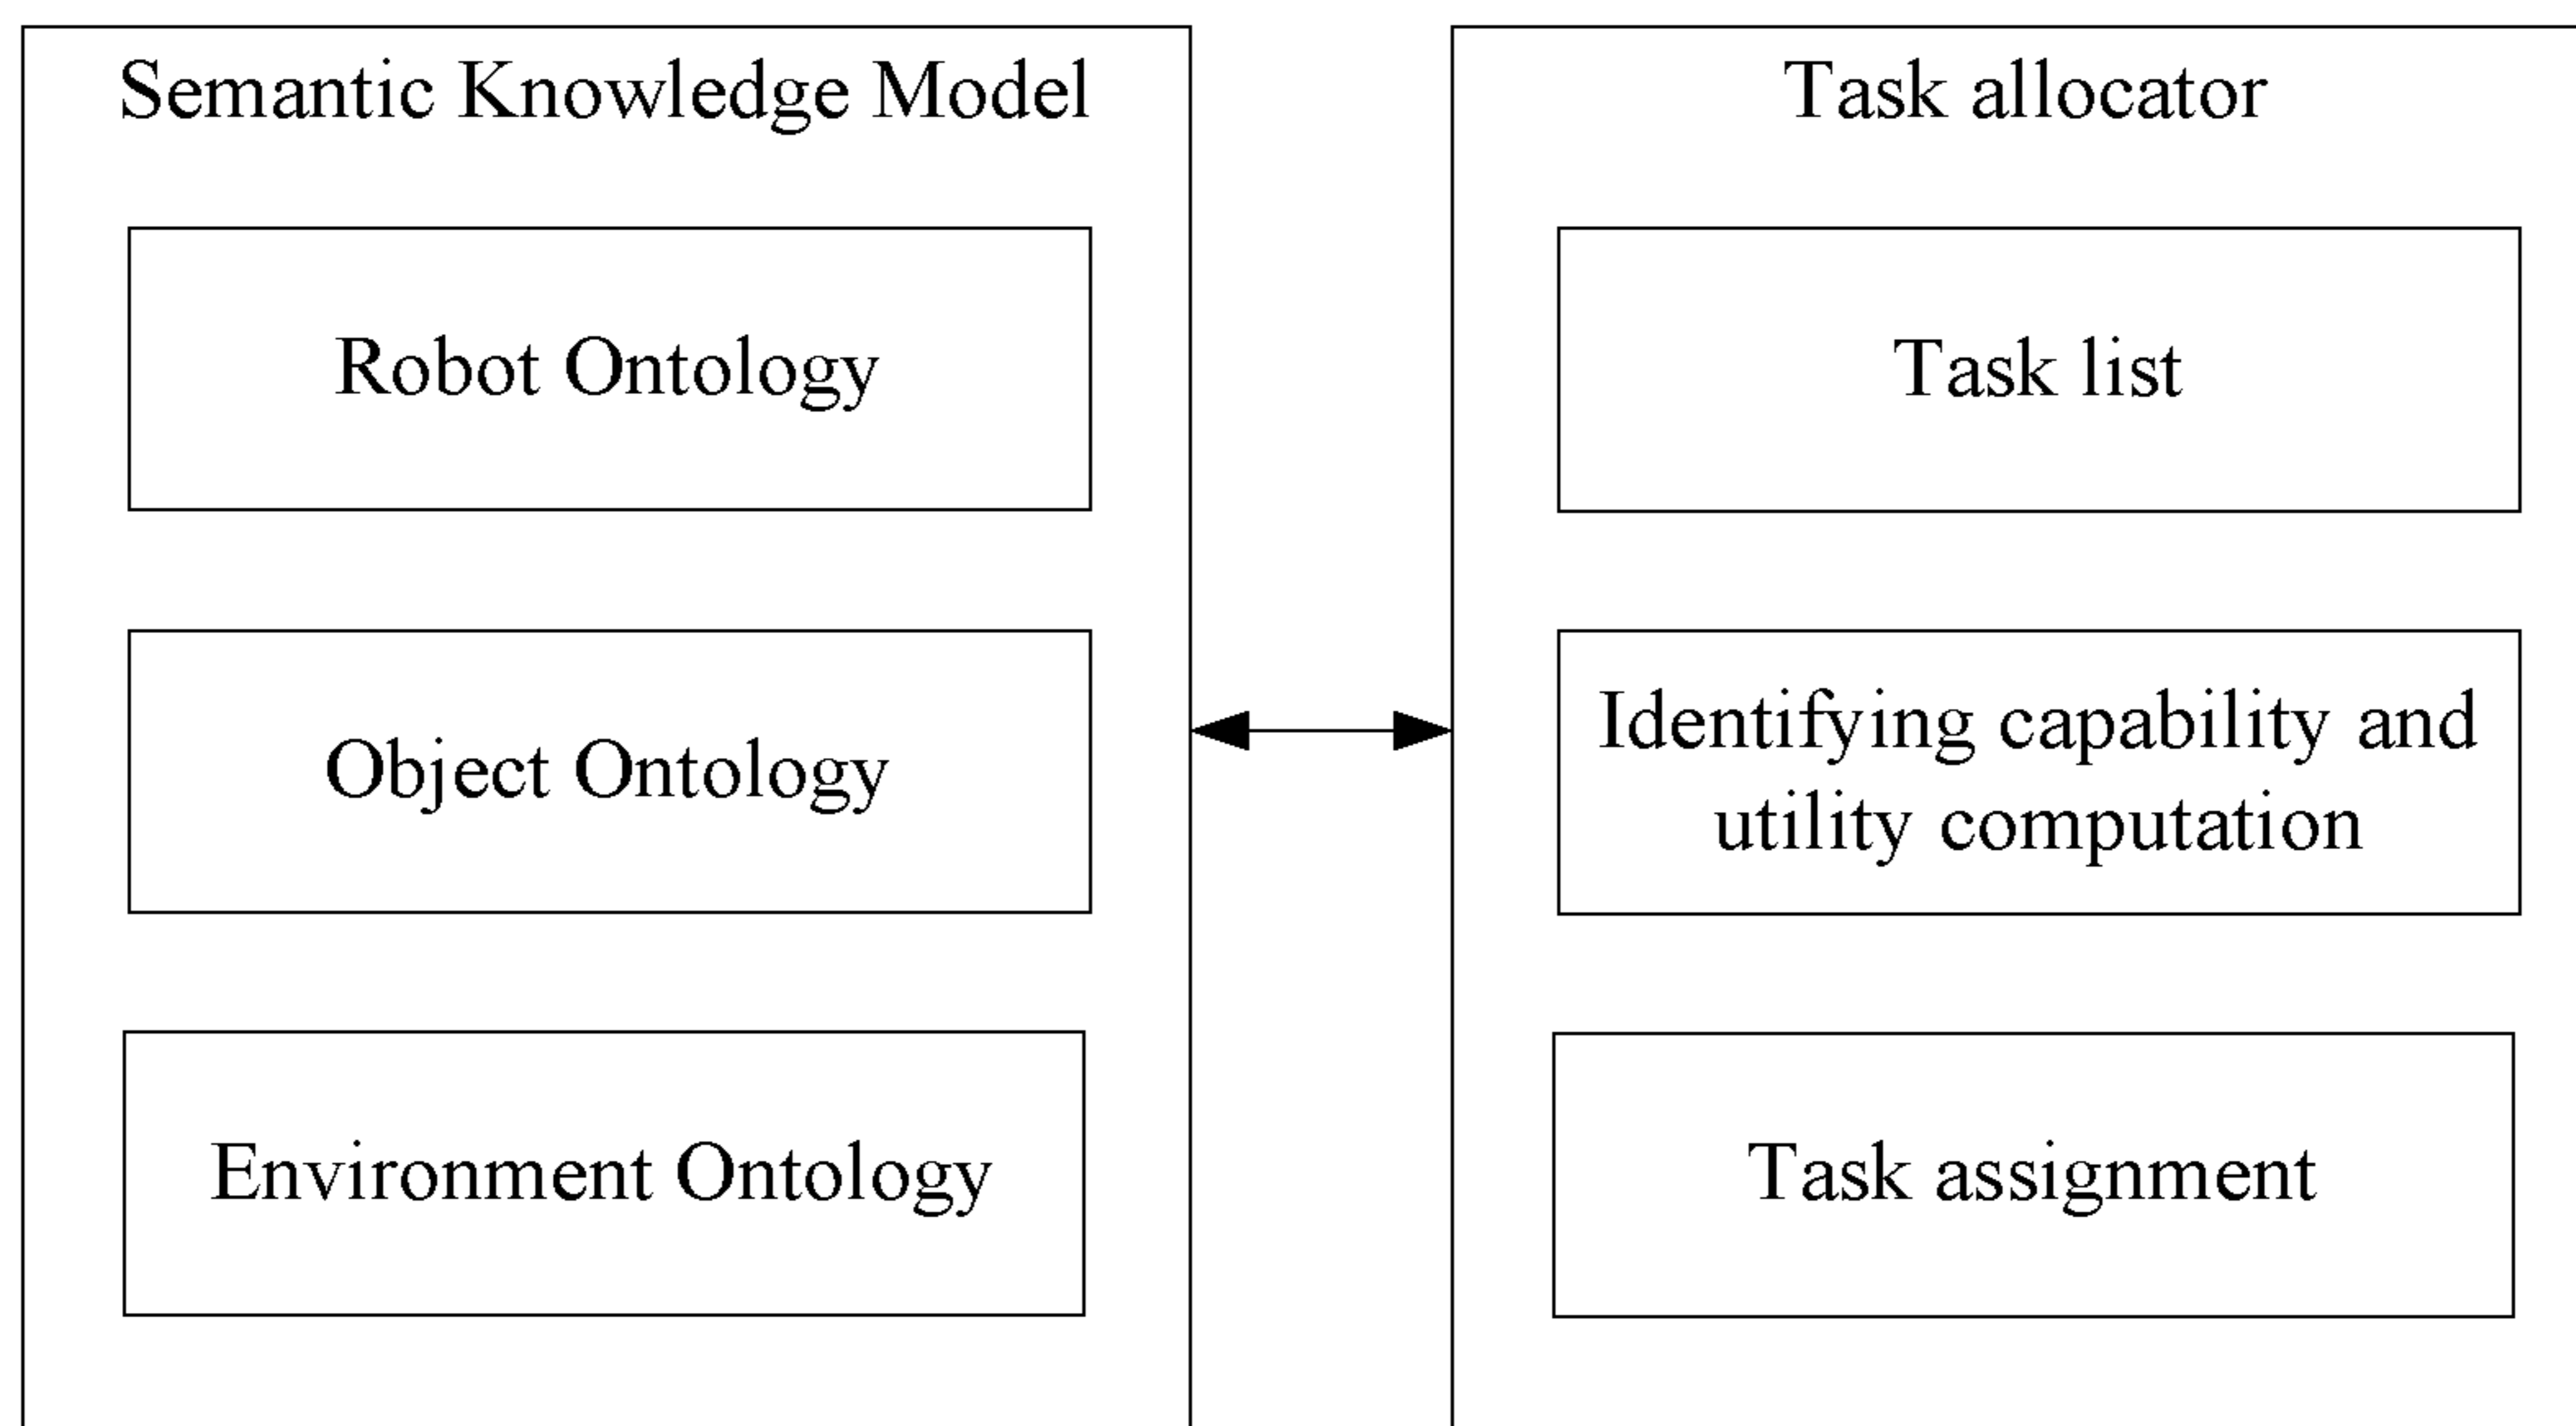 Semantic Knowledge Model
Robot Ontology
Object Ontology
Environment Ontology
Task allocator
Task list
Identifying capability and
utility computation
Task assignment